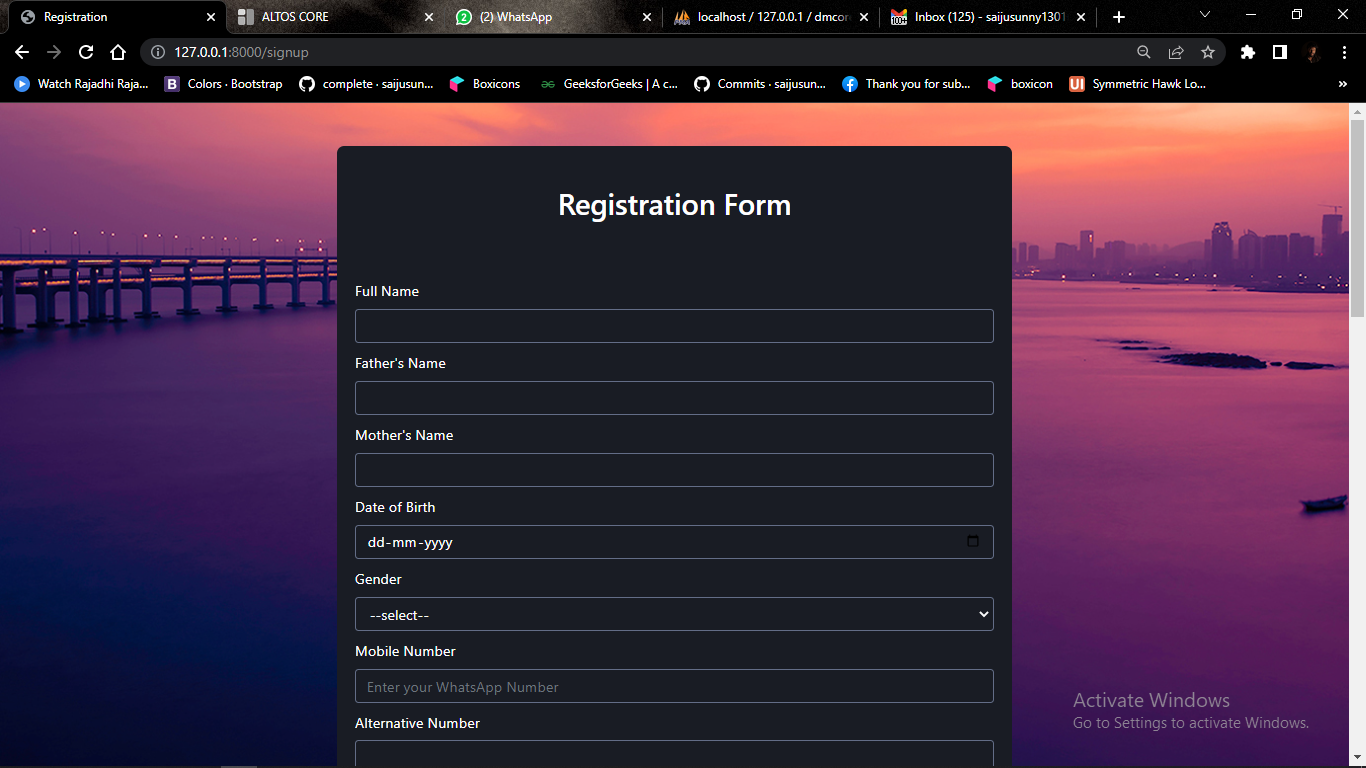 Registration
ALTOS CORE
2
(2) WhatsApp
localhost / 127.0.0.1 / dmcor
100+
Inbox (125) - saijusunny1301
127.0.0.1:8000/signup
Watch Rajadhi Raja...
B
Colors · Bootstrap
complete · saijusun...
Boxicons
GeeksforGeeks | A c...
Commits · saijusun...
Thank you for sub...
boxicon
UI
Symmetric Hawk Lo...
»
Registration Form
Full Name
Father's Name
Mother's Name
Date of Birth
dd-mm-yyyy
Gender
--select--
Mobile Number
Enter your WhatsApp Number
Alternative Number
Activate Windows
Go to Settings to activate Windows.